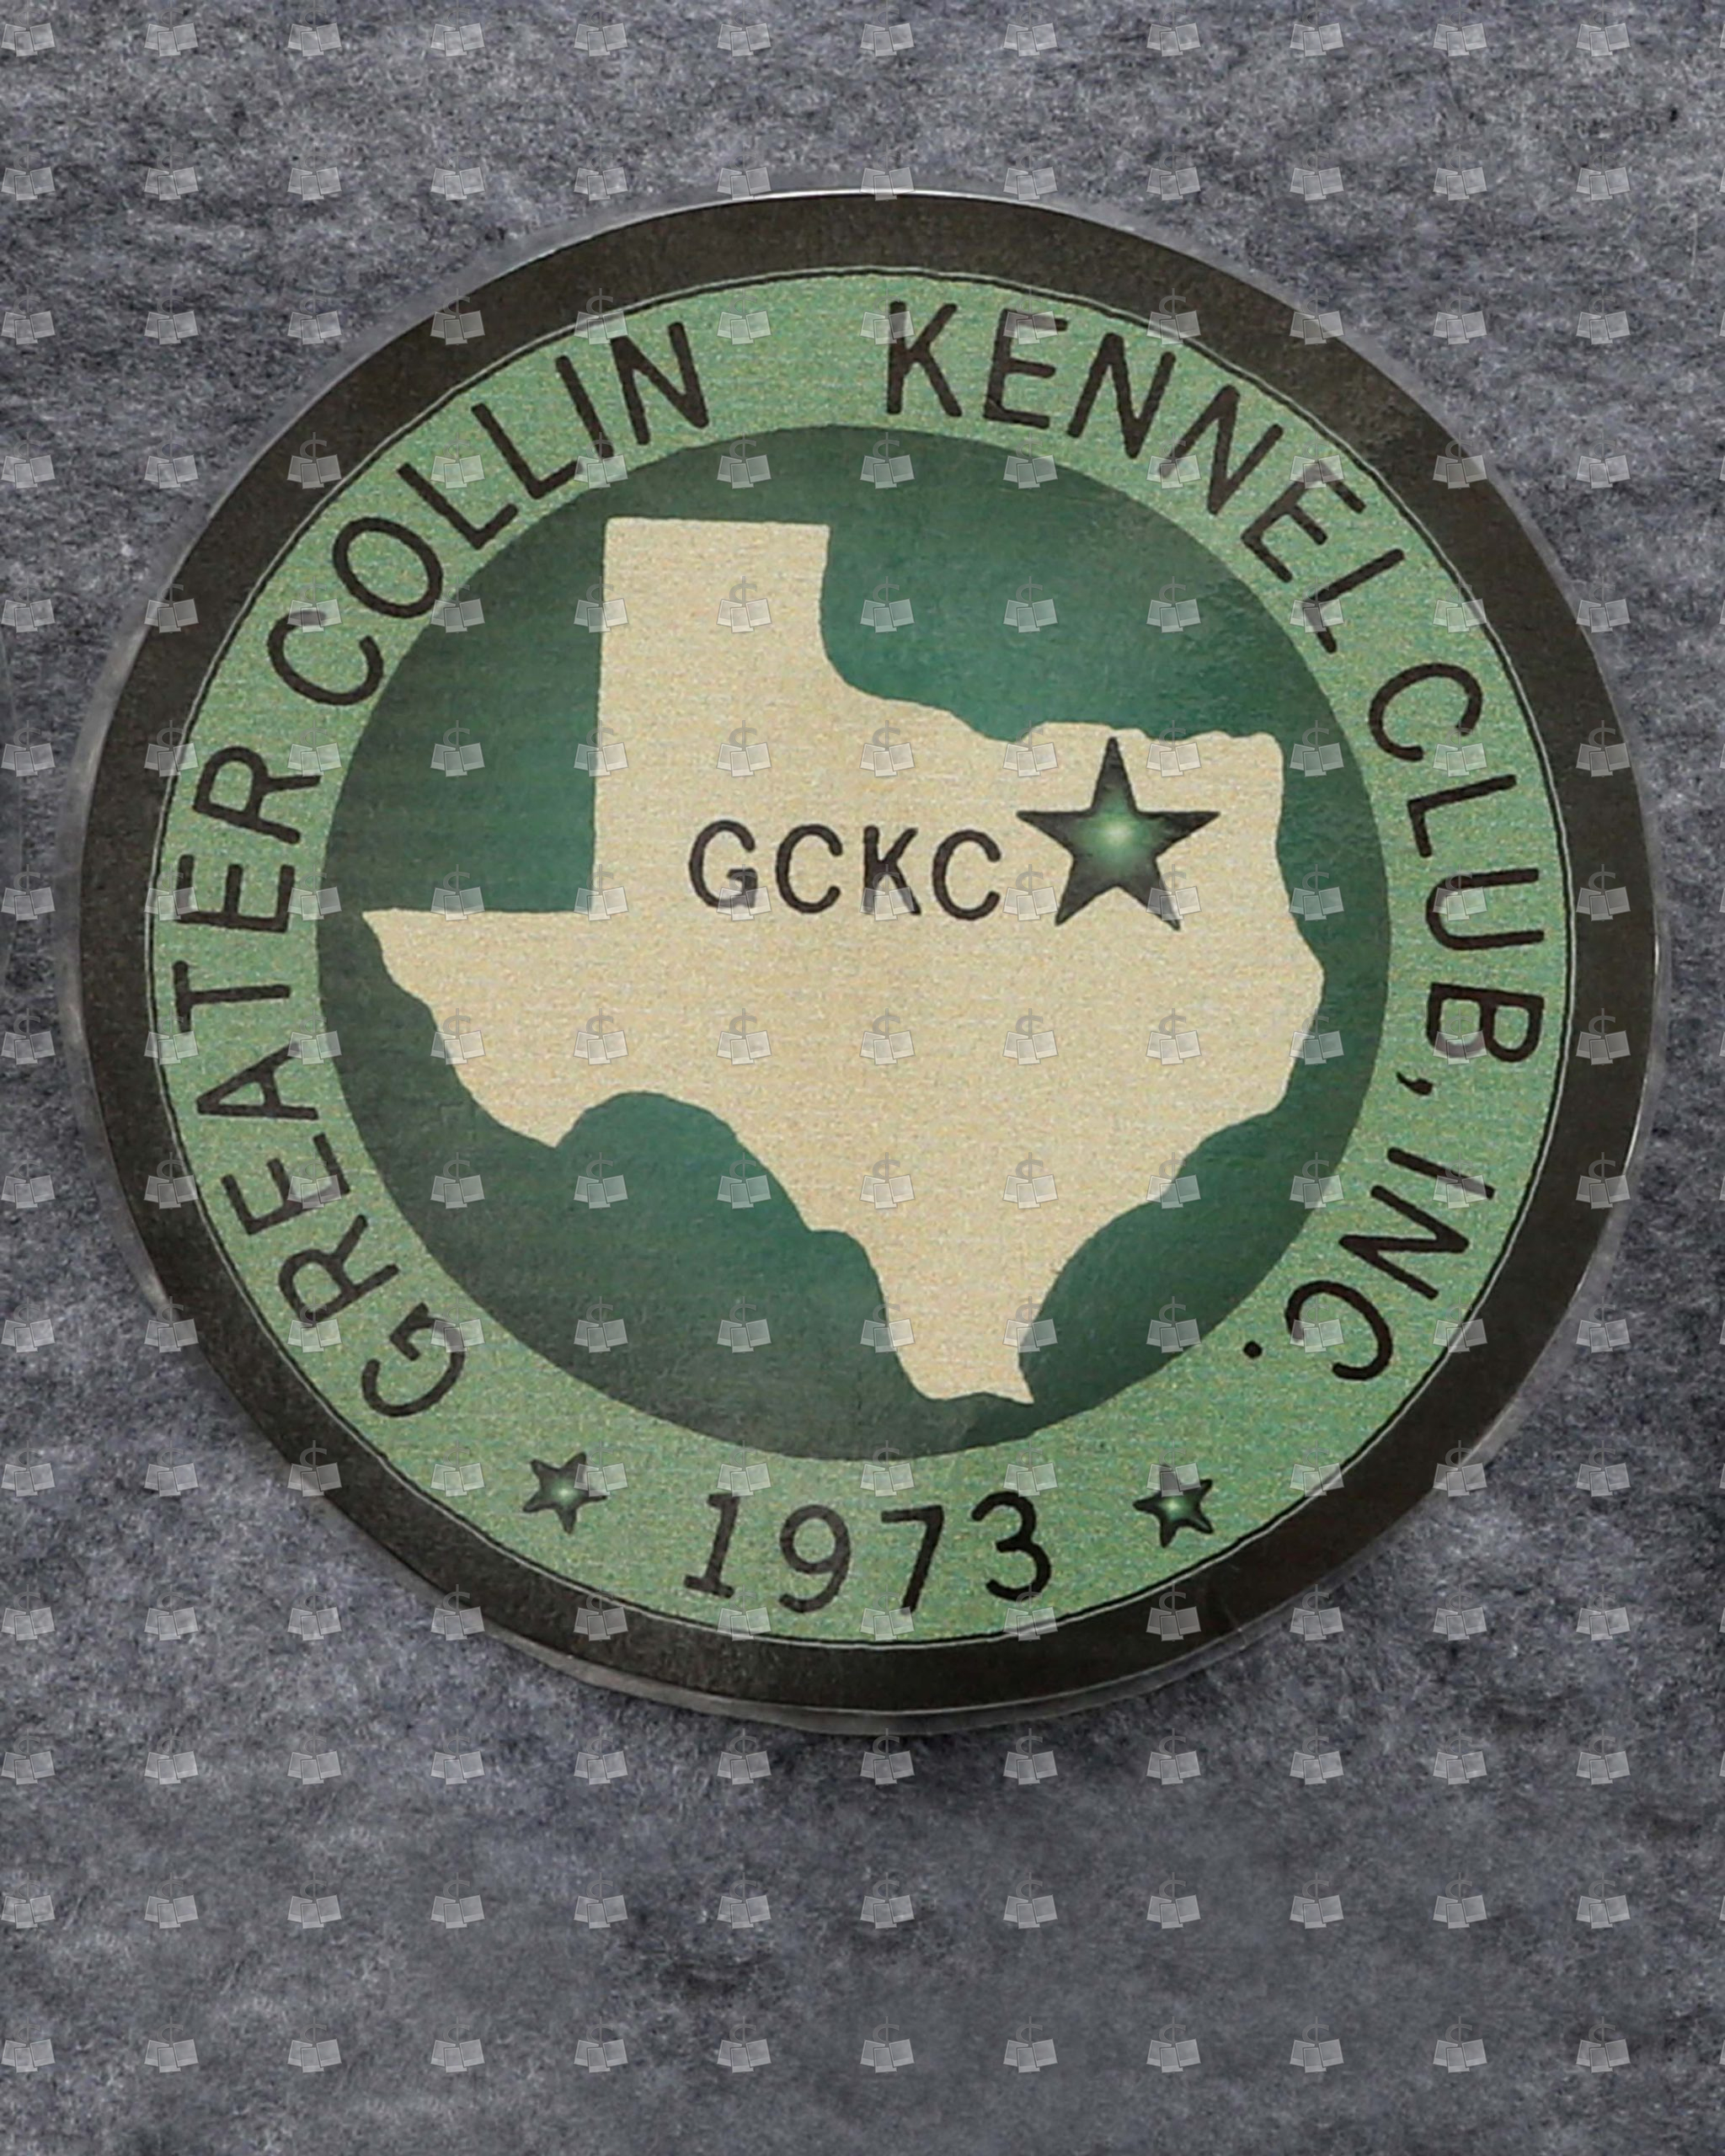 GREATER COLLIN KENNEL CLUB, INC.
GCKC
1973